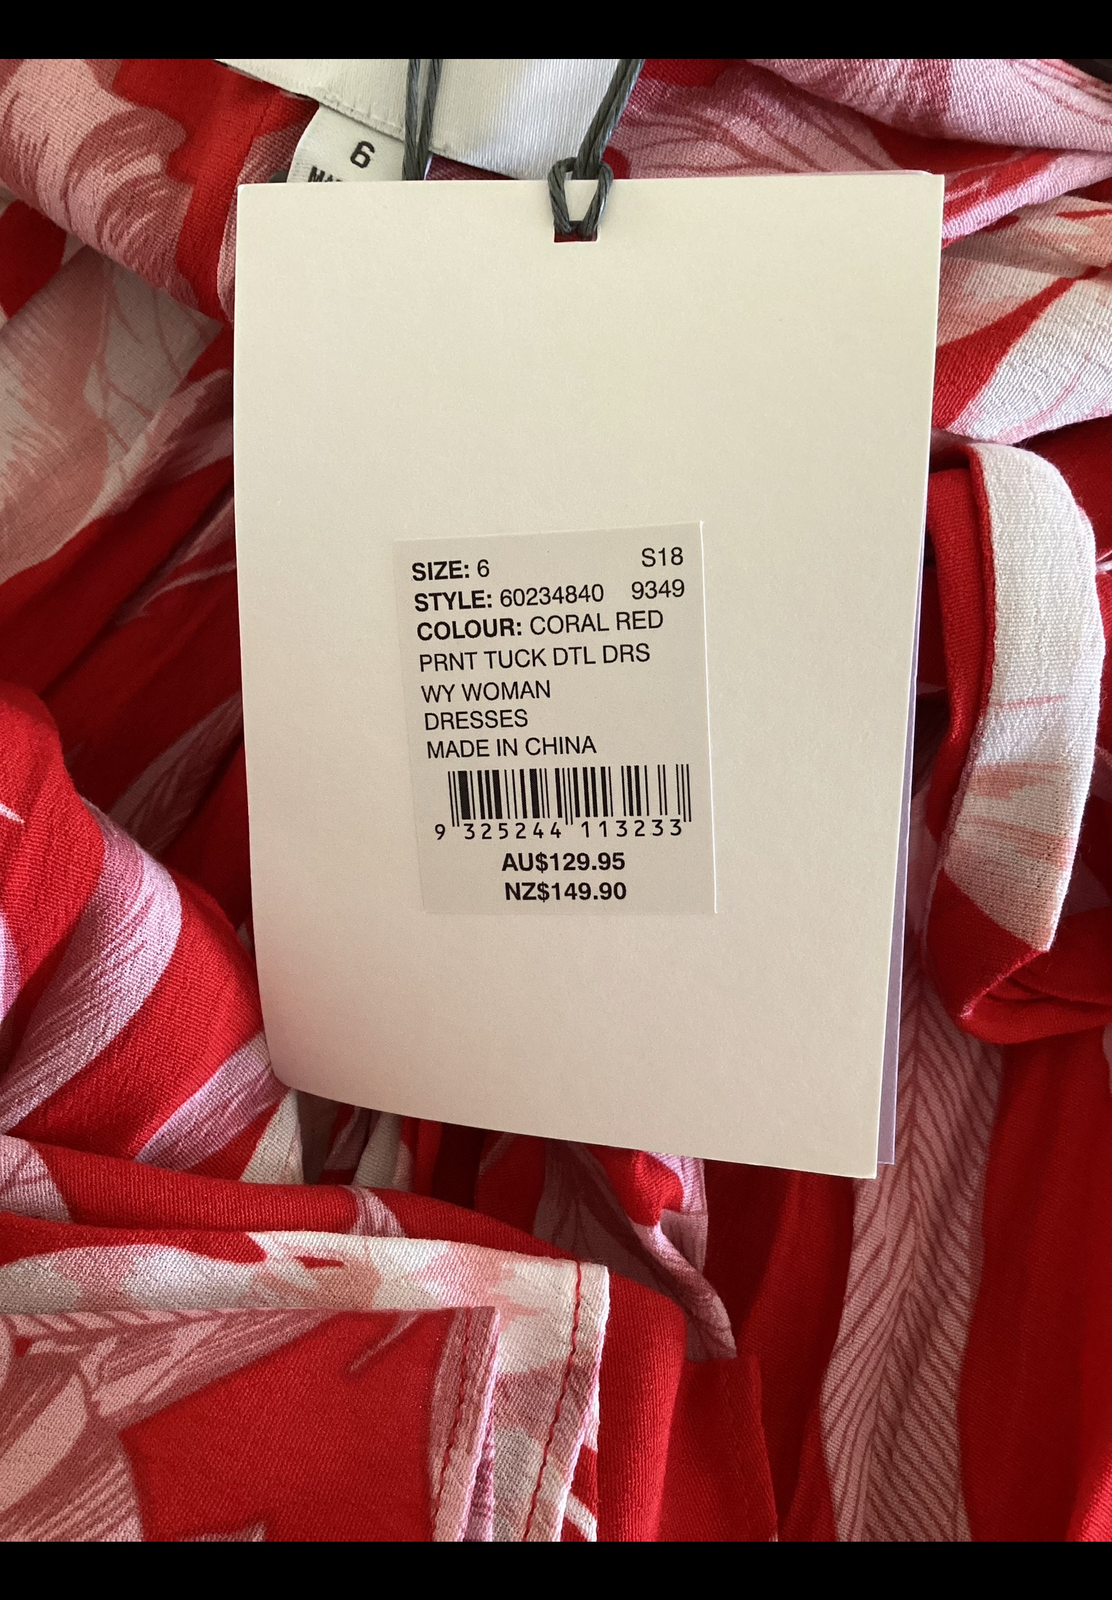 6
SIZE: 6 S18
STYLE: 60234840 9349
COLOUR: CORAL RED
PRNT TUCK DTL DRS
WY WOMAN
DRESSES
MADE IN CHINA
9 325244 113233
AU$129.95
NZ$149.90